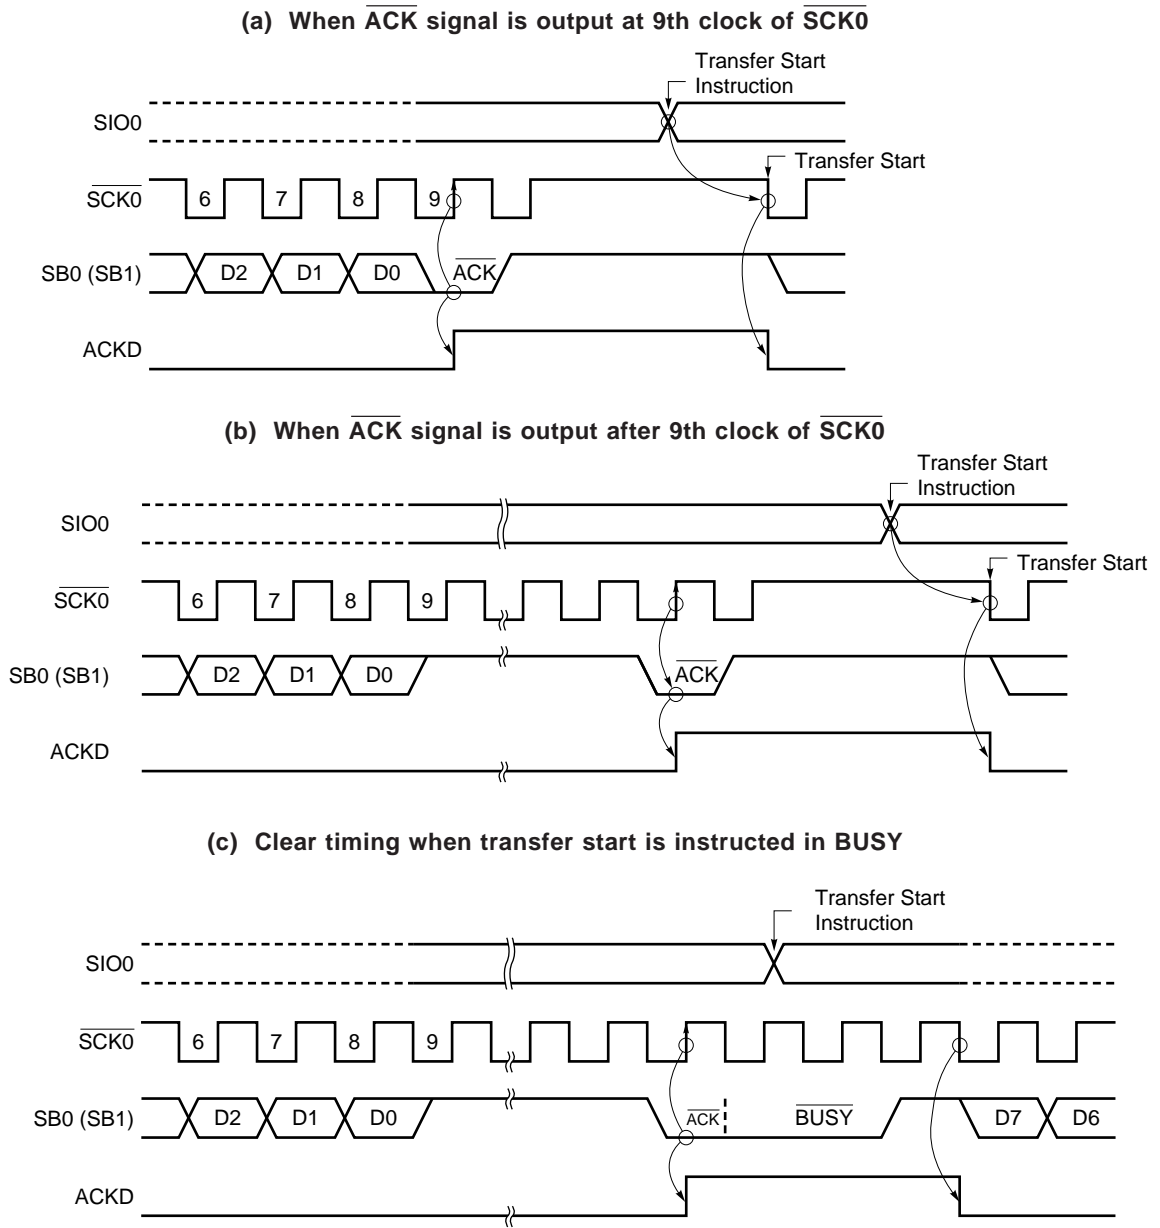 (a) When ACK signal is output at 9th clock of SCK0
Transfer Start
Instruction
SIO0
Transfer Start
SCK0
6 7 8 9
SB0 (SB1)
D2 D1 D0 ACK
ACKD
(b) When ACK signal is output after 9th clock of SCK0
Transfer Start
Instruction
SIO0
Transfer Start
SCK0
6 7 8 9
SB0 (SB1)
D2 D1 D0 ACK
ACKD
(c) Clear timing when transfer start is instructed in BUSY
Transfer Start
Instruction
SIO0
SCK0
6 7 8 9
SB0 (SB1)
D2 D1 D0 ACK BUSY D7 D6
ACKD